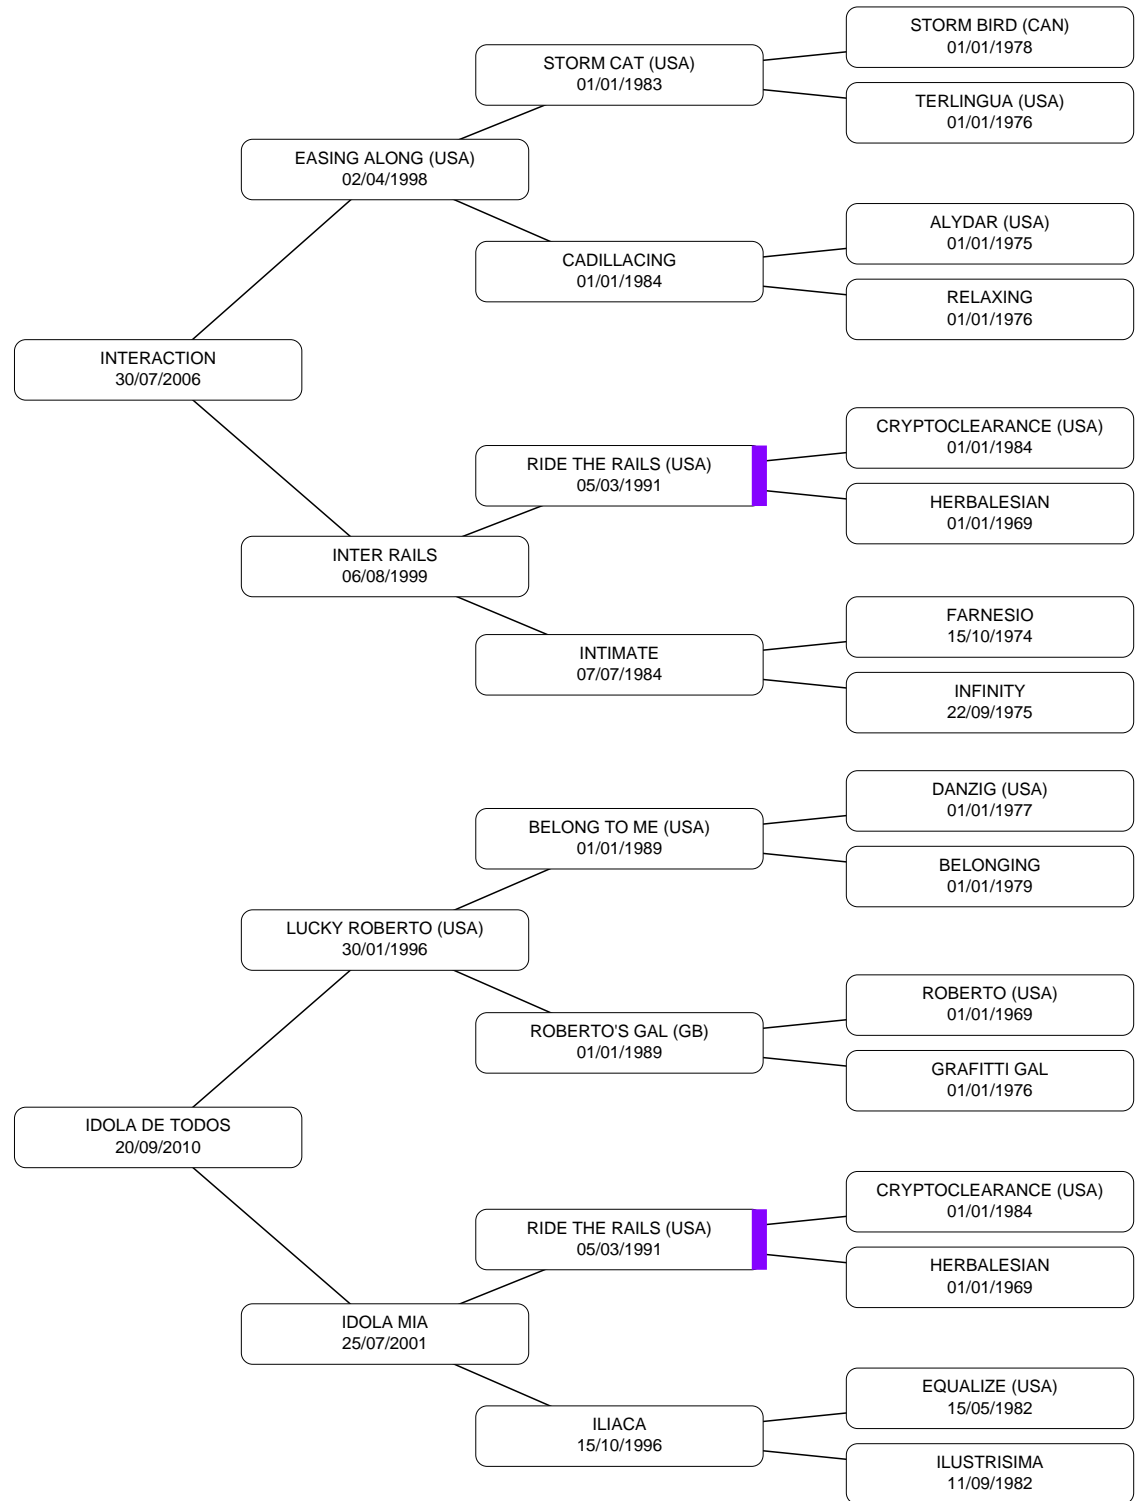 STORM BIRD (CAN)
01/01/1978
STORM CAT (USA)
01/01/1983
TERLINGUA (USA)
01/01/1976
EASING ALONG (USA)
02/04/1998
ALYDAR (USA)
01/01/1975
CADILLACING
01/01/1984
RELAXING
01/01/1976
INTERACTION
30/07/2006
CRYPTOCLEARANCE (USA)
01/01/1984
RIDE THE RAILS (USA)
05/03/1991
HERBALESIAN
01/01/1969
INTER RAILS
06/08/1999
FARNESIO
15/10/1974
INTIMATE
07/07/1984
INFINITY
22/09/1975
DANZIG (USA)
01/01/1977
BELONG TO ME (USA)
01/01/1989
BELONGING
01/01/1979
LUCKY ROBERTO (USA)
30/01/1996
ROBERTO (USA)
01/01/1969
ROBERTO'S GAL (GB)
01/01/1989
GRAFITTI GAL
01/01/1976
IDOLA DE TODOS
20/09/2010
CRYPTOCLEARANCE (USA)
01/01/1984
RIDE THE RAILS (USA)
05/03/1991
HERBALESIAN
01/01/1969
IDOLA MIA
25/07/2001
EQUALIZE (USA)
15/05/1982
ILIACA
15/10/1996
ILUSTRISIMA
11/09/1982